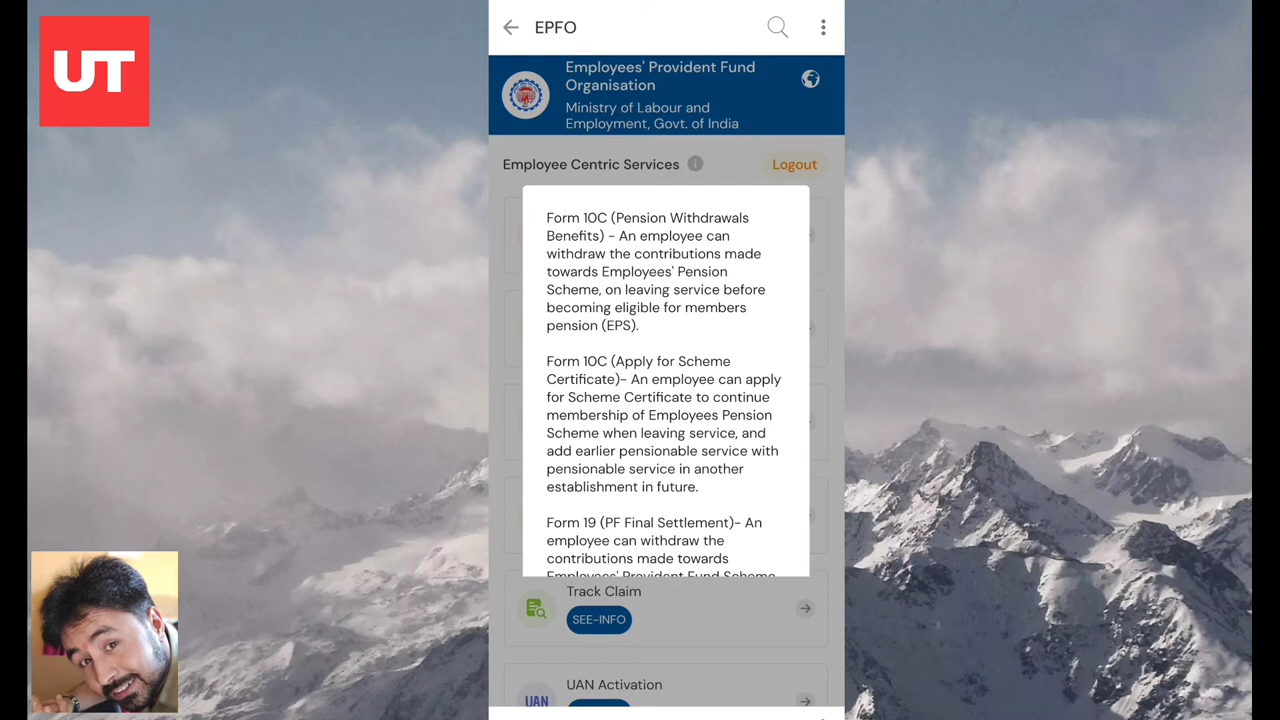 UT
EPFO
Employees' Provident Fund
Organisation
Ministry of Labour and
Employment, Govt. of India
Employee Centric Services
Logout
Form 10C (Pension Withdrawals
Benefits) - An employee can
withdraw the contributions made
towards Employees' Pension
Scheme, on leaving service before
becoming eligible for members
pension (EPS).
Form 10C (Apply for Scheme
Certificate)- An employee can apply
for Scheme Certificate to continue
membership of Employees Pension
Scheme when leaving service, and
add earlier pensionable service with
pensionable service in another
establishment in future.
Form 19 (PF Final Settlement)- An
employee can withdraw the
contributions made towards
Employees' Provident Fund Scheme
Track Claim
SEE-INFO
UAN Activation
UAN